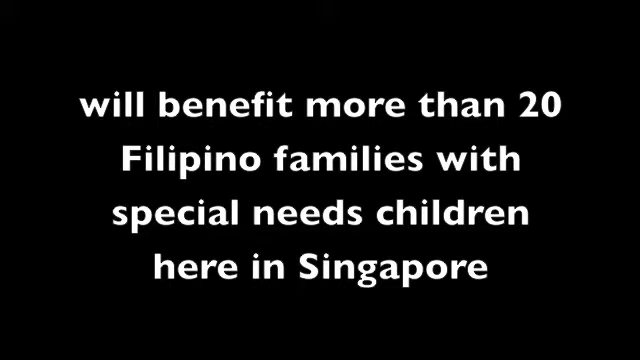 will benefit more than 20
Filipino families with
special needs children
here in Singapore